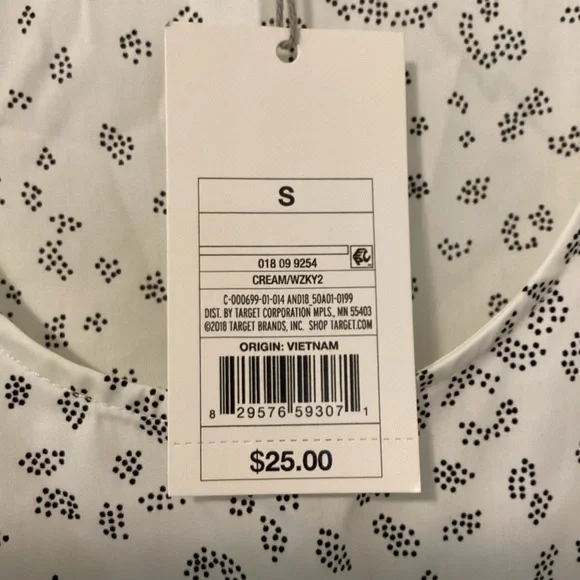 S
018 09 9254
CREAM/WZKY2
C-000699-01-014 AND18_50A01-0199
DIST. BY TARGET CORPORATION MPLS., MN 55403
©2018 TARGET BRANDS, INC. SHOP TARGET.COM
ORIGIN: VIETNAM
8 29576 59307 1
$25.00